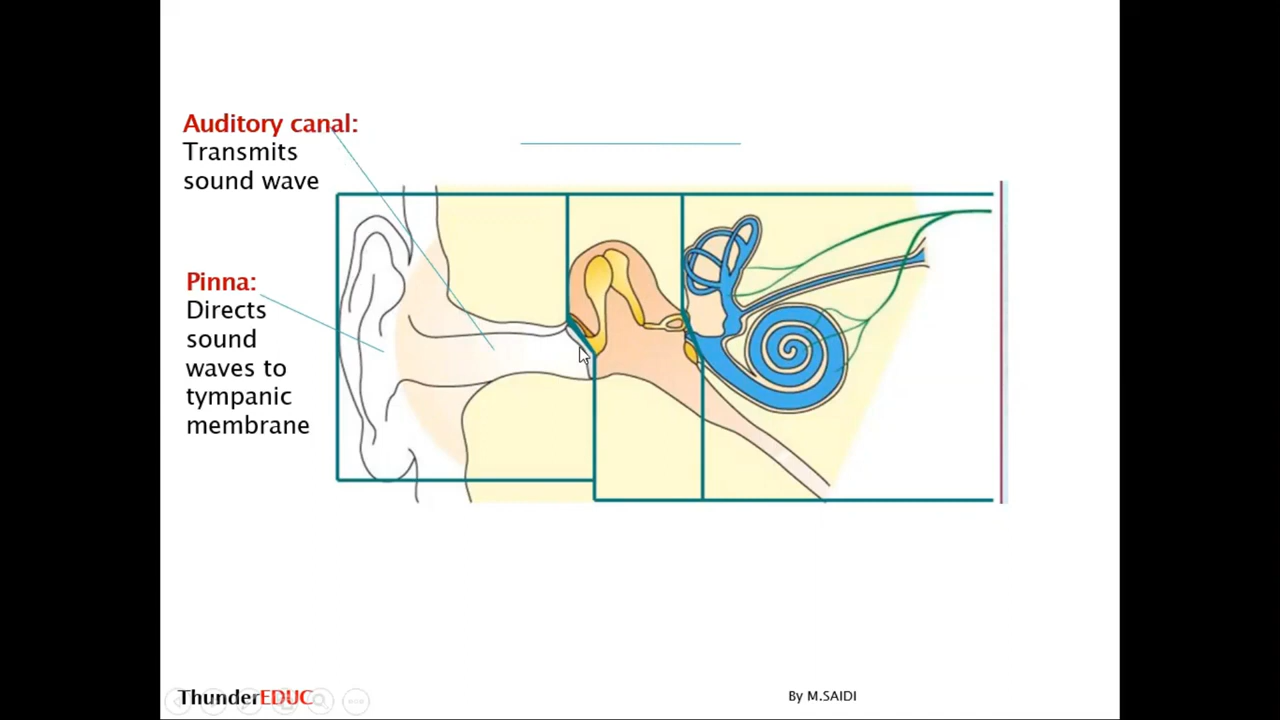 Auditory canal:
Transmits
sound wave
Pinna:
Directs
sound
waves to
tympanic
membrane
ThunderEDUC
By M.SAIDI